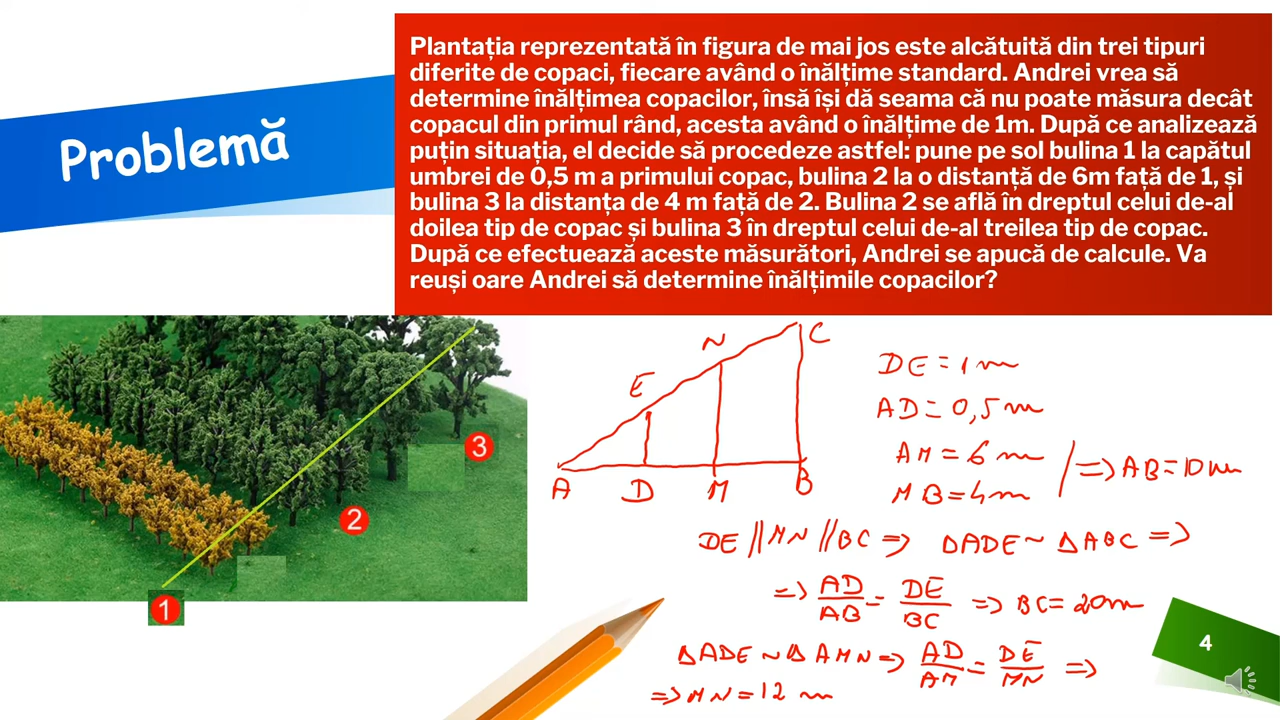 Problemă
Plantația reprezentată în figura de mai jos este alcătuită din trei tipuri
diferite de copaci, fiecare având o înălțime standard. Andrei vrea să
determine înălțimea copacilor, însă își dă seama că nu poate măsura decât
copacul din primul rând, acesta având o înălțime de 1m. După ce analizează
puțin situația, el decide să procedeze astfel: pune pe sol bulina 1 la capătul
umbrei de 0,5 m a primului copac, bulina 2 la o distanță de 6m față de 1, și
bulina 3 la distanța de 4 m față de 2. Bulina 2 se află în dreptul celui de-al
doilea tip de copac și bulina 3 în dreptul celui de-al treilea tip de copac.
După ce efectuează aceste măsurători, Andrei se apucă de calcule. Va
reuși oare Andrei să determine înălțimile copacilor?
1
2
3
A
D
M
B
E
N
C
DE = 1m
AD = 0,5 m
AM = 6 m
MB = 4m
=> AB = 10 m
DE || MN || BC => ΔADE ~ ΔABC =>
=> AD/AB = DE/BC => BC = 20m
ΔADE ~ ΔAMN => AD/AM = DE/MN =>
=> MN = 12 m
4